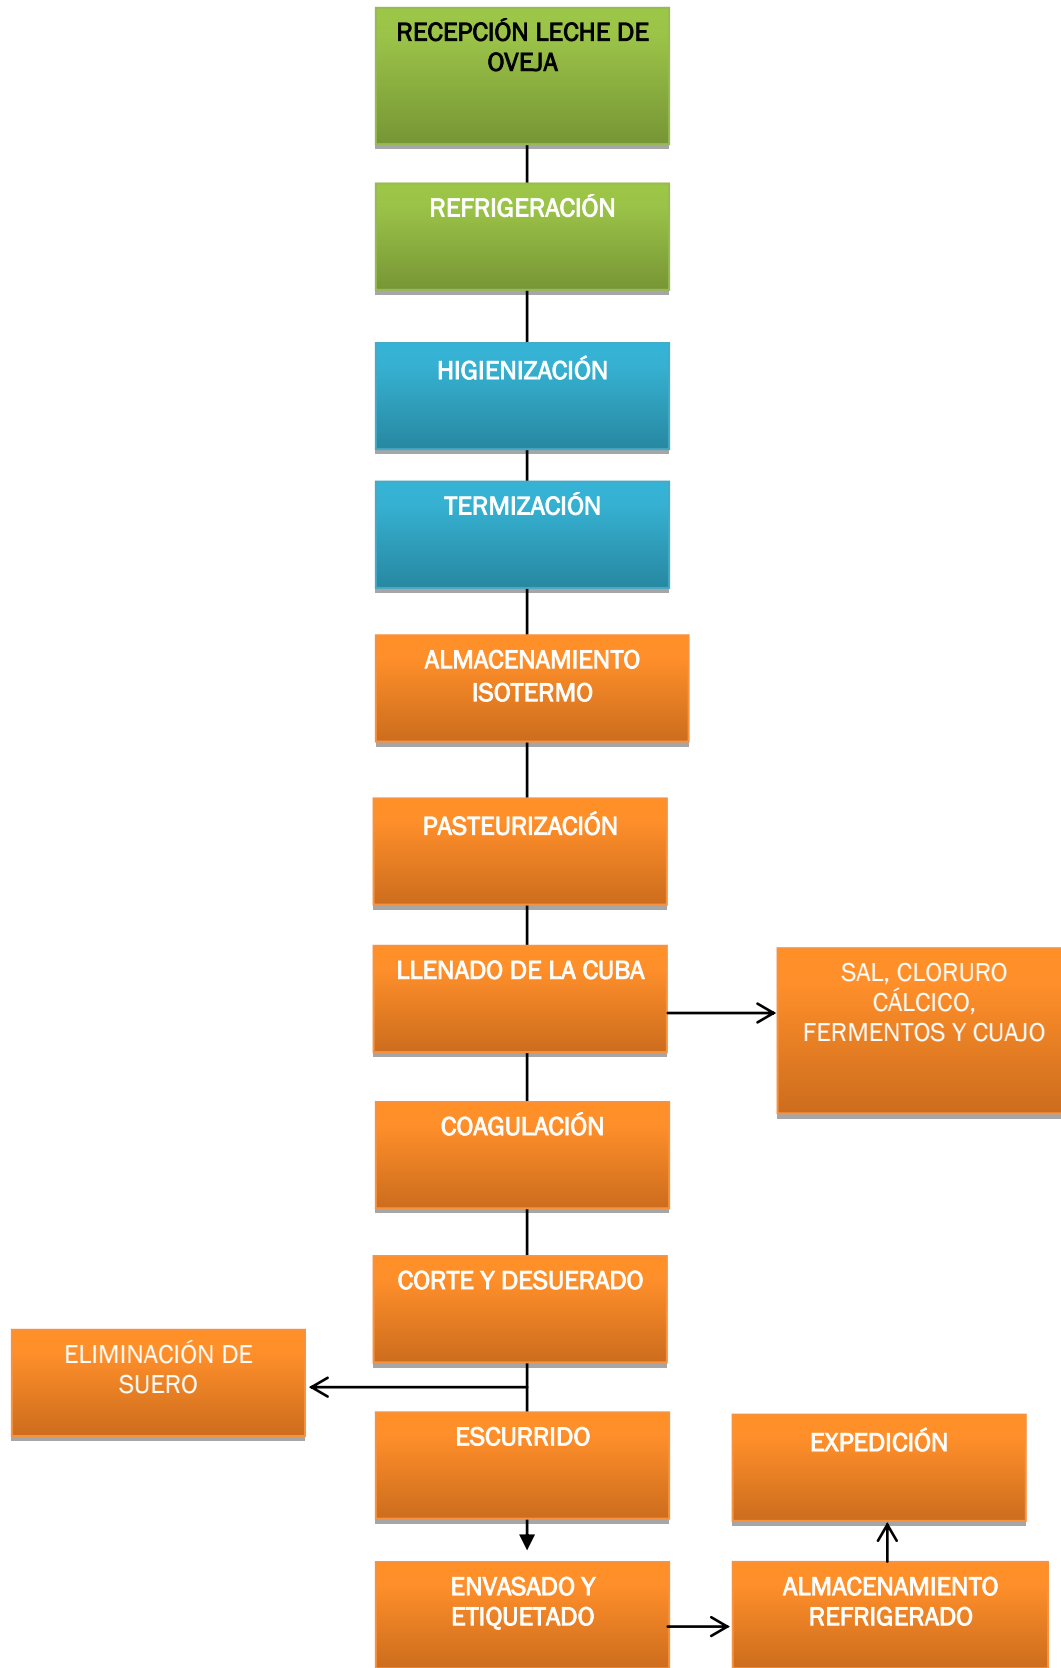 RECEPCIÓN LECHE DE
OVEJA
REFRIGERACIÓN
HIGIENIZACIÓN
TERMIZACIÓN
ALMACENAMIENTO
ISOTERMO
PASTEURIZACIÓN
LLENADO DE LA CUBA
SAL, CLORURO
CÁLCICO,
FERMENTOS Y CUAJO
COAGULACIÓN
CORTE Y DESUERADO
ELIMINACIÓN DE
SUERO
ESCURRIDO
EXPEDICIÓN
ENVASADO Y
ETIQUETADO
ALMACENAMIENTO
REFRIGERADO